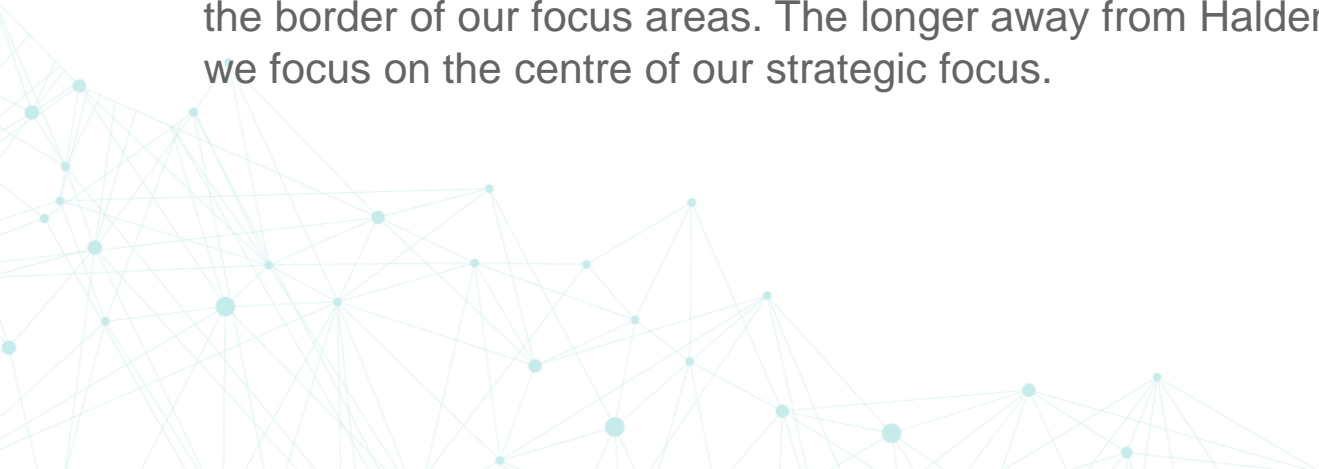 the border of our focus areas. The longer away from Halden
we focus on the centre of our strategic focus.